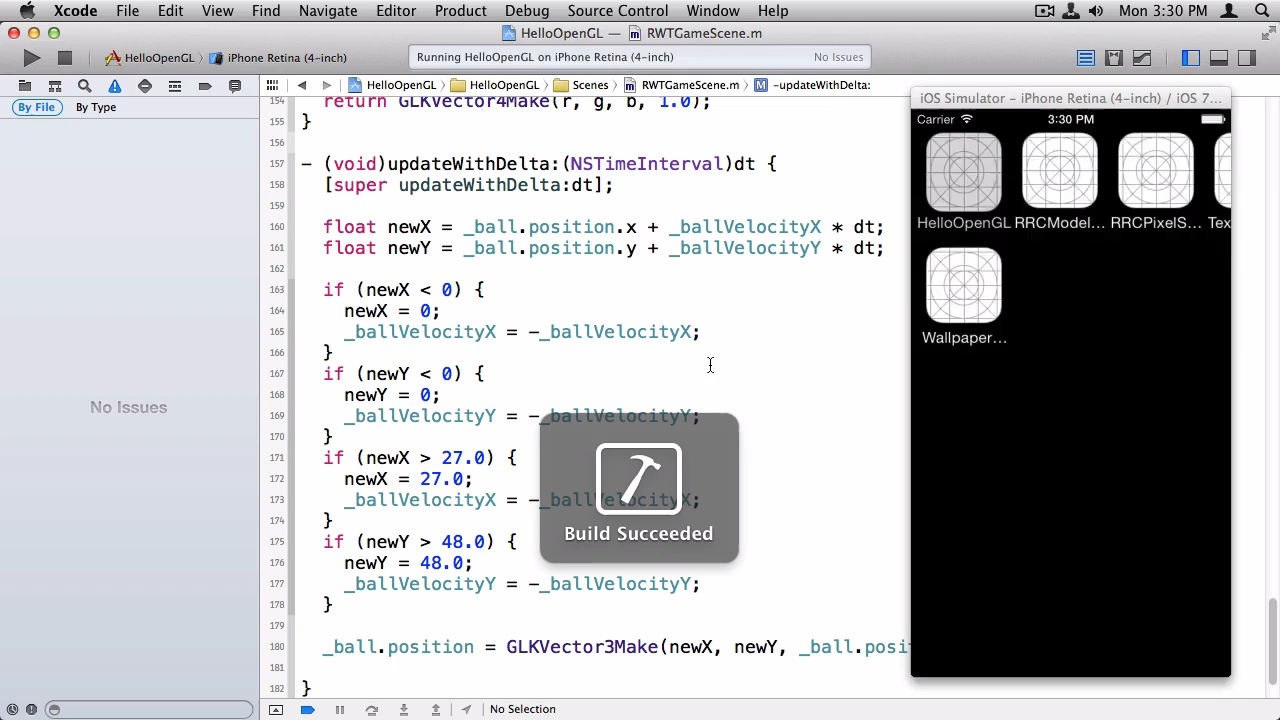 Xcode File Edit View Find Navigate Editor Product Debug Source Control Window Help Mon 3:30 PM
HelloOpenGL — RWTGameScene.m
HelloOpenGL iPhone Retina (4-inch) Running HelloOpenGL on iPhone Retina (4-inch) No Issues
HelloOpenGL HelloOpenGL Scenes RWTGameScene.m M -updateWithDelta:
By File By Type
No Issues
154 return GLKVector4Make(r, g, b, 1.0);
155 }
156
157 - (void)updateWithDelta:(NSTimeInterval)dt {
158 [super updateWithDelta:dt];
159
160 float newX = _ball.position.x + _ballVelocityX * dt;
161 float newY = _ball.position.y + _ballVelocityY * dt;
162
163 if (newX < 0) {
164 newX = 0;
165 _ballVelocityX = -_ballVelocityX;
166 }
167 if (newY < 0) {
168 newY = 0;
169 _ballVelocityY = -_ballVelocityY;
170 }
171 if (newX > 27.0) {
172 newX = 27.0;
173 _ballVelocityX = -_ballVelocityX;
174 }
175 if (newY > 48.0) {
176 newY = 48.0;
177 _ballVelocityY = -_ballVelocityY;
178 }
179
180 _ball.position = GLKVector3Make(newX, newY, _ball.posi
181
182 }
Build Succeeded
No Selection
iOS Simulator – iPhone Retina (4-inch) / iOS 7...
Carrier 3:30 PM
HelloOpenGL RRCModel... RRCPixelS... Tex
Wallpaper...